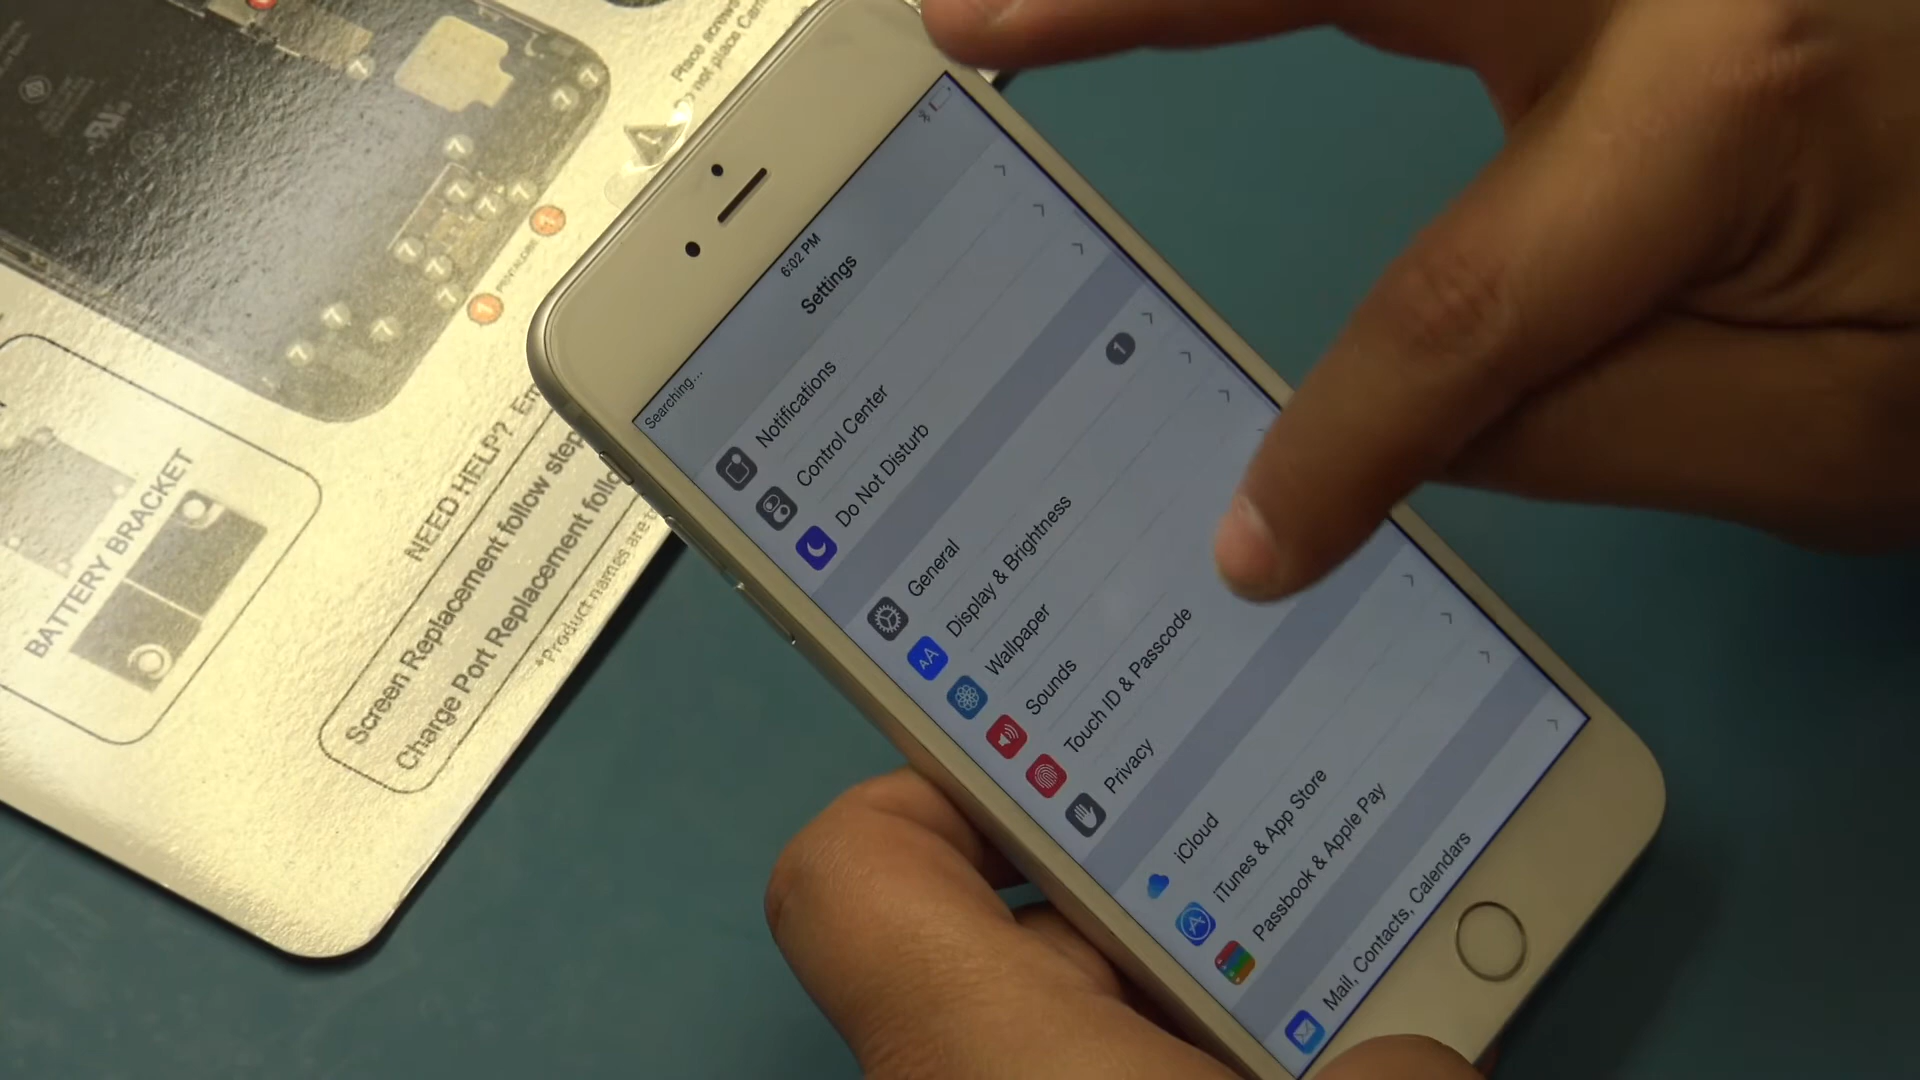 Searching...
6:02 PM
Settings
Notifications
Control Center
Do Not Disturb
General
1
Display & Brightness
Wallpaper
Sounds
Touch ID & Passcode
Privacy
iCloud
iTunes & App Store
Passbook & Apple Pay
Mail, Contacts, Calendars
Place screws
not place
BATTERY BRACKET
NEED HELP?
Screen Replacement follow step
Charge Port Replacement follo
*Product names are